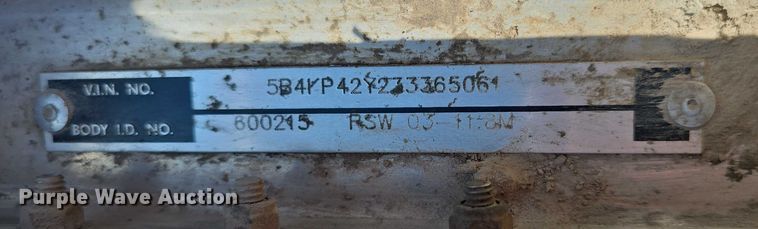 V.I.N. NO. 5B4KP42Y233365061
BODY I.D. NO. 600215 RSW 03-11-8M
Purple Wave Auction